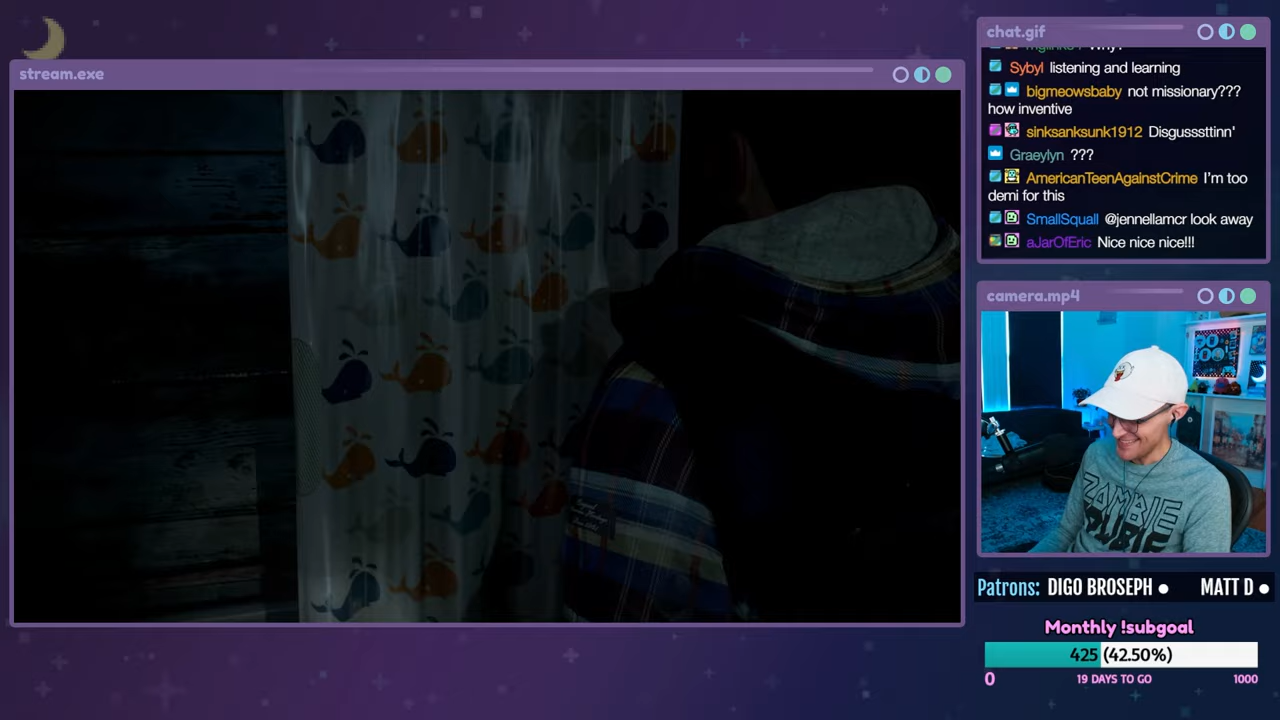 stream.exe
chat.gif
Sybyl listening and learning
bigmeowsbaby not missionary???
how inventive
sinksanksunk1912 Disgusssttinn'
Graeylyn ???
AmericanTeenAgainstCrime I'm too
demi for this
SmallSquall @jennellamcr look away
aJarOfEric Nice nice nice!!!
camera.mp4
ZOMBIE
Patrons: DIGO BROSEPH ● MATT D ●
Monthly !subgoal
425 (42.50%)
0 19 DAYS TO GO 1000